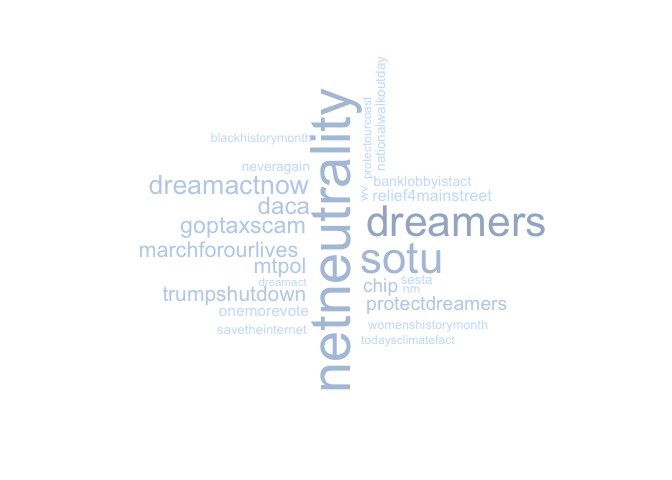 nationalwalkoutday
netneutrality
protectourcoast
blackhistorymonth
neveragain
banklobbyistact
dreamactnow
wv
relief4mainstreet
daca
dreamers
goptaxscam
marchforourlives
sotu
mtpol
dreamact
chip
sesta
nm
trumpshutdown
protectdreamers
onemorevote
womenshistorymonth
savetheinternet
todaysclimatefact